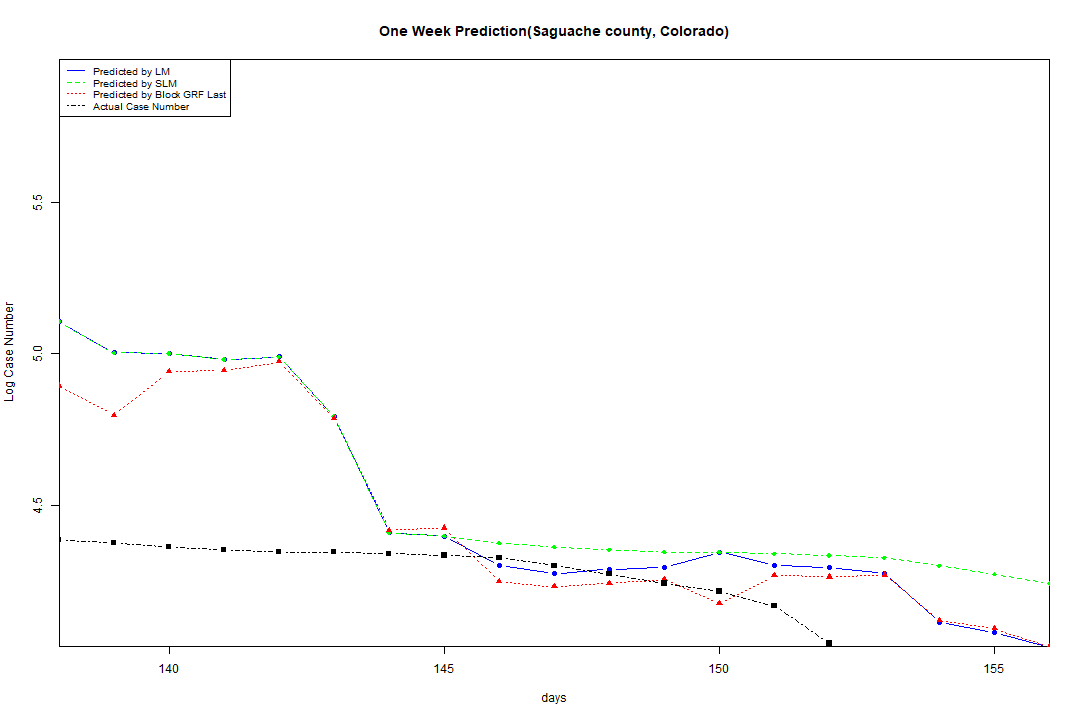 One Week Prediction(Saguache county, Colorado)
Predicted by LM
Predicted by SLM
Predicted by Block GRF Last
Actual Case Number
5.5
5.0
4.5
Log Case Number
140
145
150
155
days